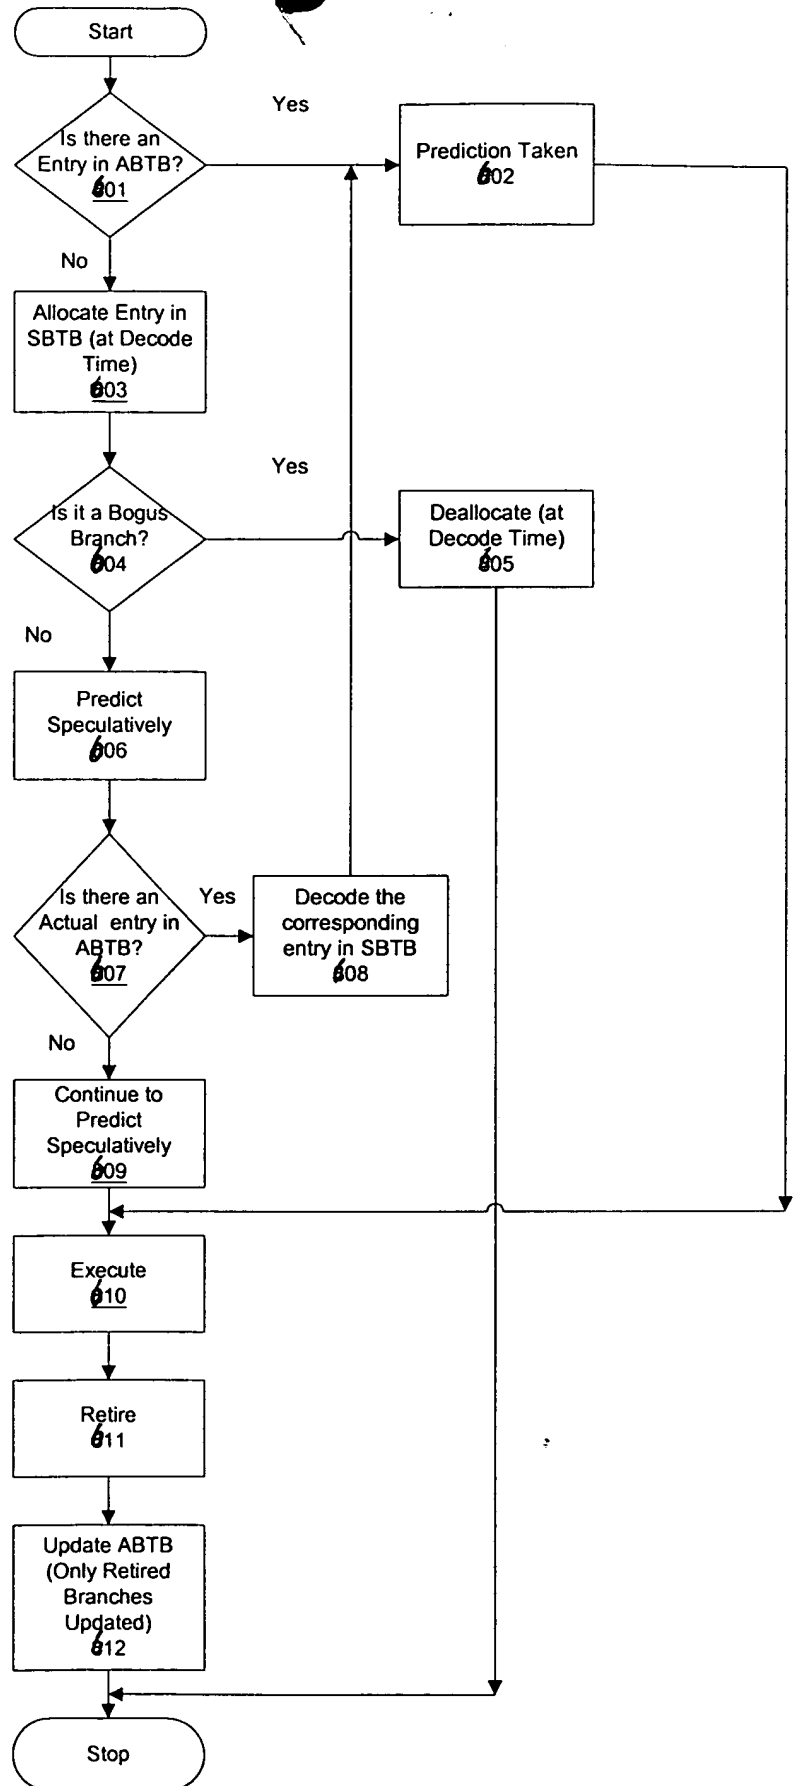 Start
Yes
Is there an
Entry in ABTB?
601
Prediction Taken
602
No
Allocate Entry in
SBTB (at Decode
Time)
603
Yes
Is it a Bogus
Branch?
604
Deallocate (at
Decode Time)
605
No
Predict
Speculatively
606
Is there an
Actual entry in
ABTB?
607
Yes
Decode the
corresponding
entry in SBTB
608
No
Continue to
Predict
Speculatively
609
Execute
610
Retire
611
Update ABTB
(Only Retired
Branches
Updated)
612
Stop